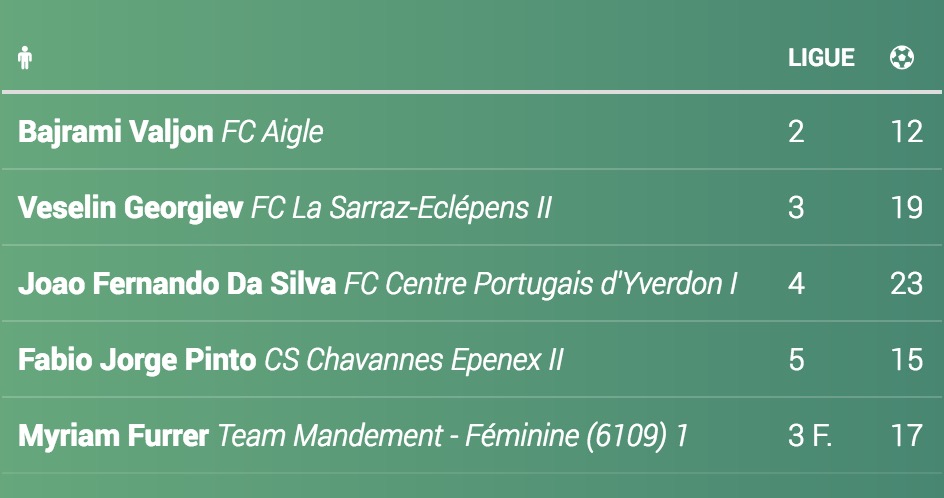 LIGUE
Bajrami Valjon FC Aigle 2 12
Veselin Georgiev FC La Sarraz-Eclépens II 3 19
Joao Fernando Da Silva FC Centre Portugais d'Yverdon I 4 23
Fabio Jorge Pinto CS Chavannes Epenex II 5 15
Myriam Furrer Team Mandement - Féminine (6109) 1 3 F. 17